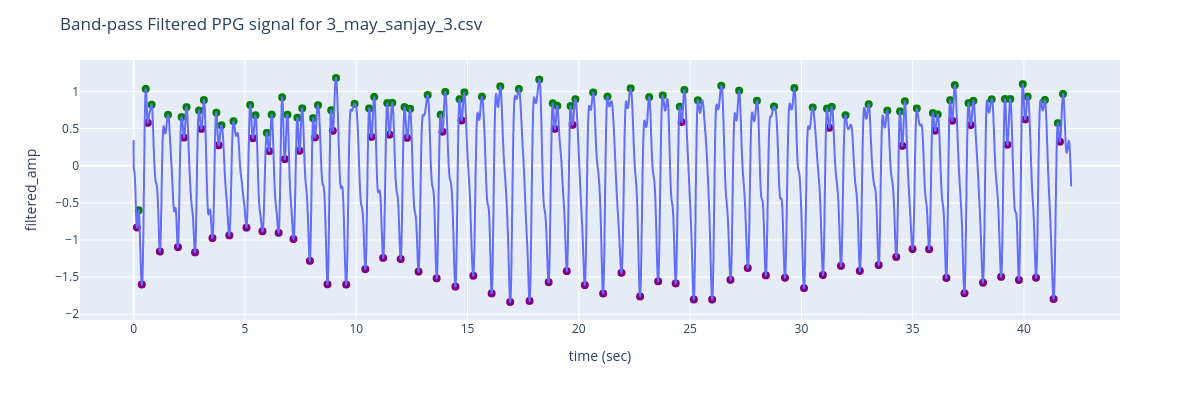 Band-pass Filtered PPG signal for 3_may_sanjay_3.csv
filtered_amp
1
0.5
0
−0.5
−1
−1.5
−2
0 5 10 15 20 25 30 35 40
time (sec)